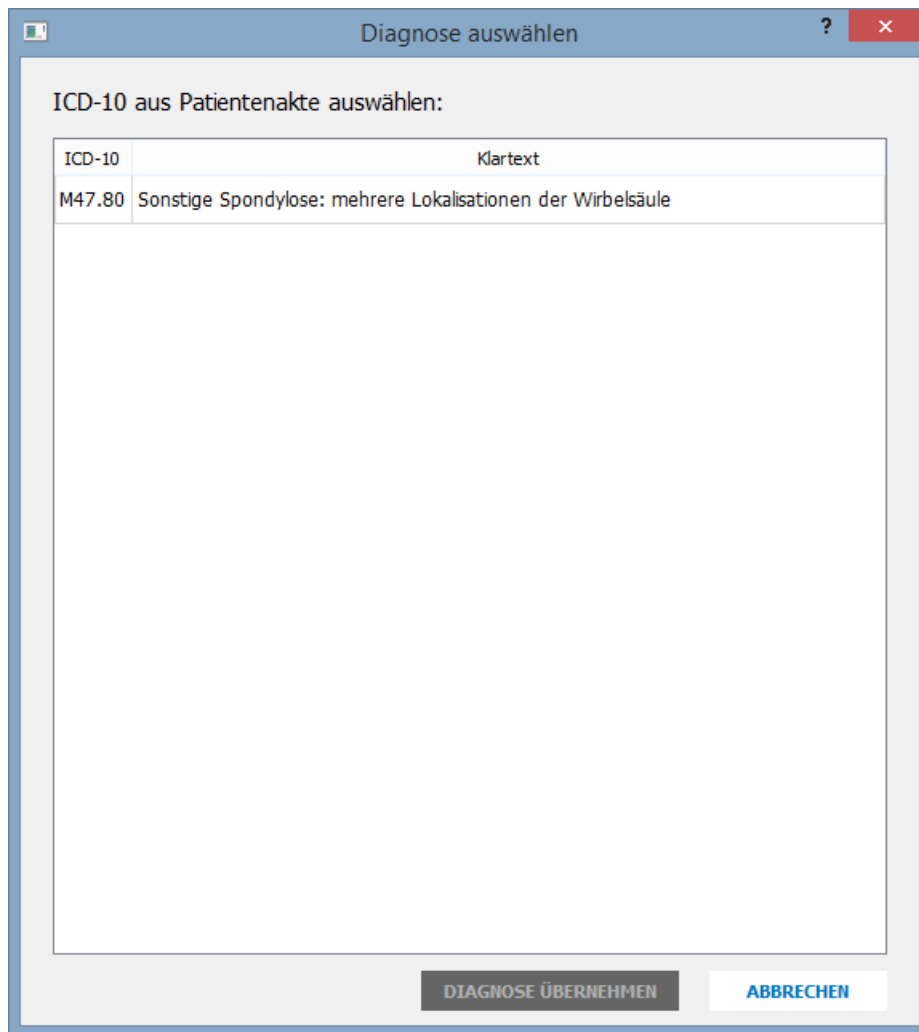 Diagnose auswählen
?
ICD-10 aus Patientenakte auswählen:
ICD-10 Klartext
M47.80 Sonstige Spondylose: mehrere Lokalisationen der Wirbelsäule
DIAGNOSE ÜBERNEHMEN ABBRECHEN